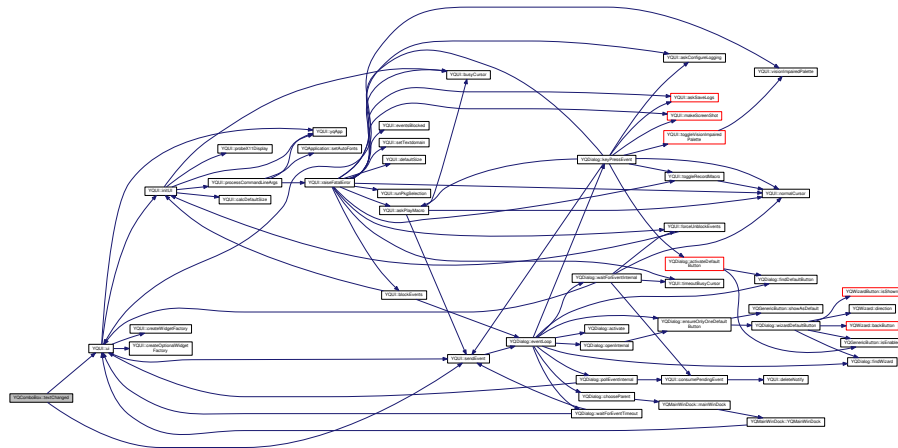 YQComboBox::textChanged
YQUI::ui
YQUI::createWidgetFactory
YQUI::createOptionalWidget
Factory
YQUI::initUI
YQUI::probeX11Display
YQUI::processCommandLineArgs
YQUI::calcDefaultSize
YQUI::yqApp
YQApplication::setAutoFonts
YQUI::raiseFatalError
YQUI::eventsBlocked
YQUI::setTextdomain
YQUI::defaultSize
YQUI::runPkgSelection
YQUI::askPlayMacro
YQUI::blockEvents
YQUI::busyCursor
YQUI::sendEvent
YQDialog::eventLoop
YQDialog::keyPressEvent
YQDialog::waitForEventInternal
YQDialog::activate
YQDialog::openInternal
YQDialog::pollEventInternal
YQDialog::chooseParent
YQDialog::waitForEventTimeout
YQUI::askConfigureLogging
YQUI::askSaveLogs
YQUI::makeScreenShot
YQUI::toggleVisionImpaired
Palette
YQUI::toggleRecordMacro
YQUI::forceUnblockEvents
YQDialog::activateDefault
Button
YQUI::timeoutBusyCursor
YQDialog::ensureOnlyOneDefault
Button
YQUI::consumePendingEvent
YQMainWinDock::mainWinDock
YQUI::visionImpairedPalette
YQUI::normalCursor
YQDialog::findDefaultButton
YQGenericButton::showAsDefault
YQDialog::wizardDefaultButton
YQUI::deleteNotify
YQMainWinDock::YQMainWinDock
YQWizardButton::isShown
YQWizard::direction
YQWizard::backButton
YQGenericButton::isEnabled
YQDialog::findWizard